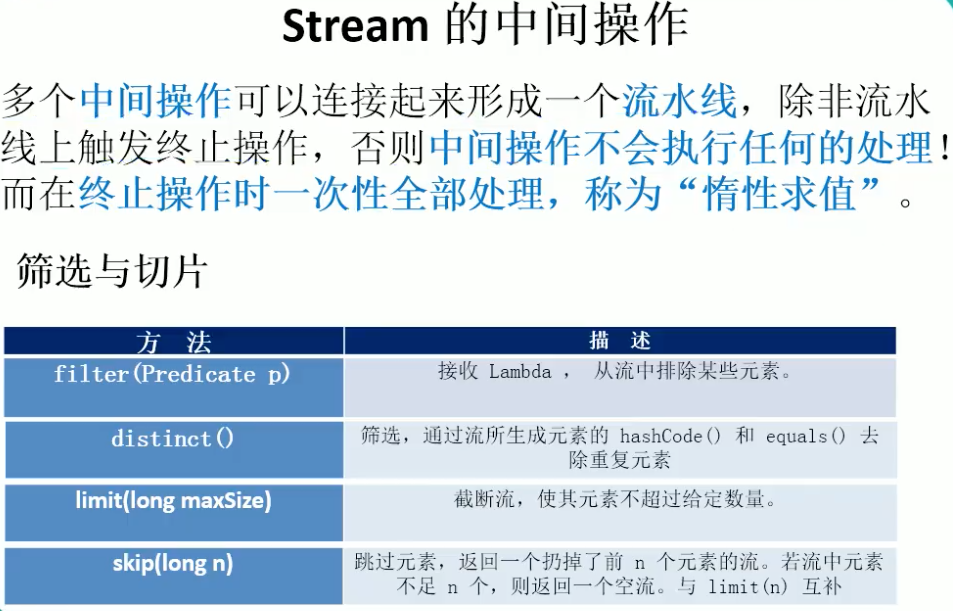 Stream 的中间操作
多个中间操作可以连接起来形成一个流水线，除非流水
线上触发终止操作，否则中间操作不会执行任何的处理！
而在终止操作时一次性全部处理，称为“惰性求值”。
筛选与切片
方 法 描 述
filter(Predicate p) 接收 Lambda ， 从流中排除某些元素。
distinct() 筛选，通过流所生成元素的 hashCode() 和 equals() 去
除重复元素
limit(long maxSize) 截断流，使其元素不超过给定数量。
skip(long n) 跳过元素，返回一个扔掉了前 n 个元素的流。若流中元素
不足 n 个，则返回一个空流。与 limit(n) 互补